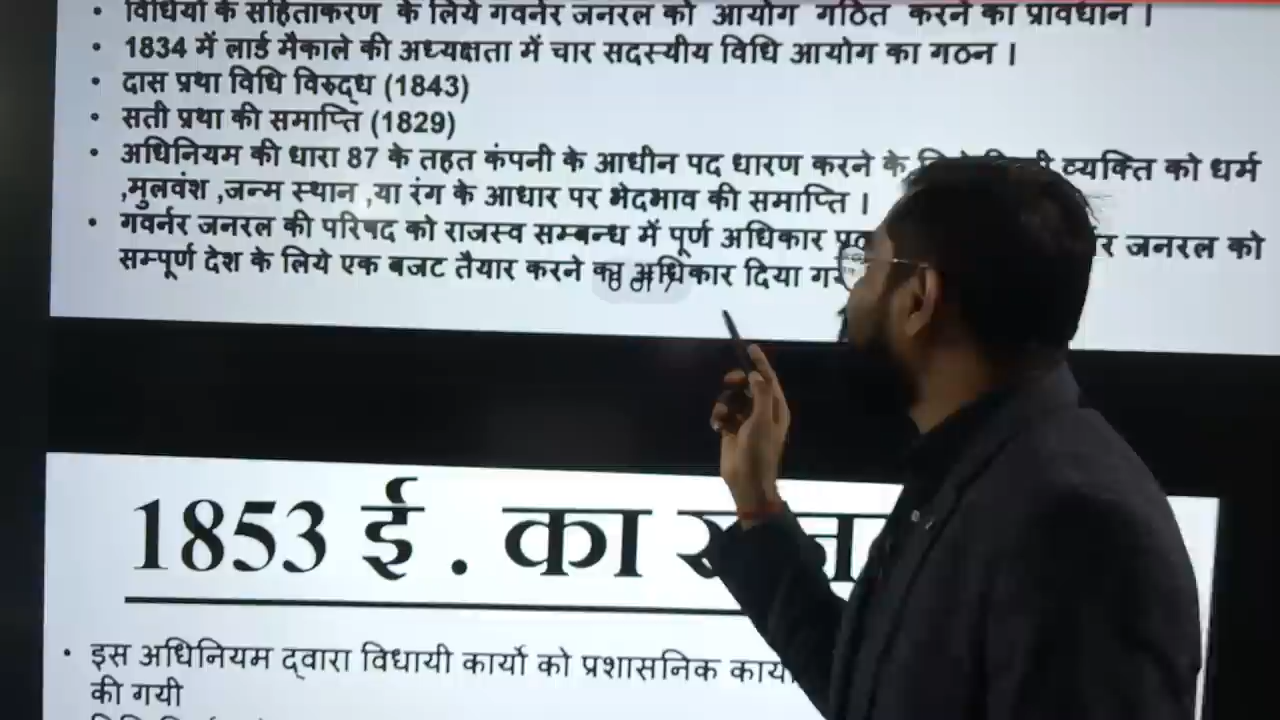 विधियों के संहिताकरण के लिये गवर्नर जनरल को आयोग गठित करने का प्रावधान ।
1834 में लार्ड मैकाले की अध्यक्षता में चार सदस्यीय विधि आयोग का गठन ।
दास प्रथा विधि विरुद्ध (1843)
सती प्रथा की समाप्ति (1829)
अधिनियम की धारा 87 के तहत कंपनी के आधीन पद धारण करने के व्यक्ति को धर्म
,मुलवंश ,जन्म स्थान ,या रंग के आधार पर भेदभाव की समाप्ति ।
गवर्नर जनरल की परिषद को राजस्व सम्बन्ध में पूर्ण अधिकार जनरल को
सम्पूर्ण देश के लिये एक बजट तैयार करने का अधिकार दिया
1853 ई . का
इस अधिनियम द्वारा विधायी कार्यो को प्रशासनिक
की गयी